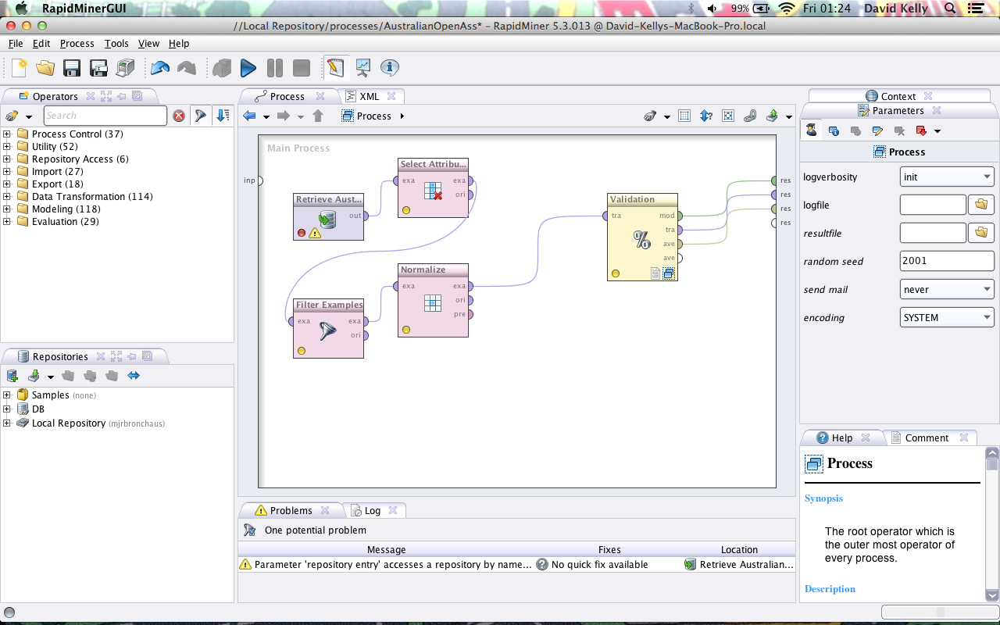 RapidMinerGUI 99% Fri 01:24 David Kelly
//Local Repository/processes/AustralianOpenAss* – RapidMiner 5.3.013 @ David-Kellys-MacBook-Pro.local
File Edit Process Tools View Help
Operators
Search
Process Control (37)
Utility (52)
Repository Access (6)
Import (27)
Export (18)
Data Transformation (114)
Modeling (118)
Evaluation (29)
Repositories
Samples (none)
DB
Local Repository (mjrbronchaus)
Process XML
Process
Main Process
inp
Select Attribu...
exa exa
ori
Retrieve Aust...
out
Normalize
exa exa
ori
pre
Filter Examples
exa exa
ori
Validation
tra mod
tra
ave
ave
%
res
res
res
res
Problems Log
One potential problem
Message Fixes Location
Parameter 'repository entry' accesses a repository by name... No quick fix available Retrieve Australian...
Context
Parameters
Process
logverbosity init
logfile
resultfile
random seed 2001
send mail never
encoding SYSTEM
Help Comment
Process
Synopsis
The root operator which is
the outer most operator of
every process.
Description